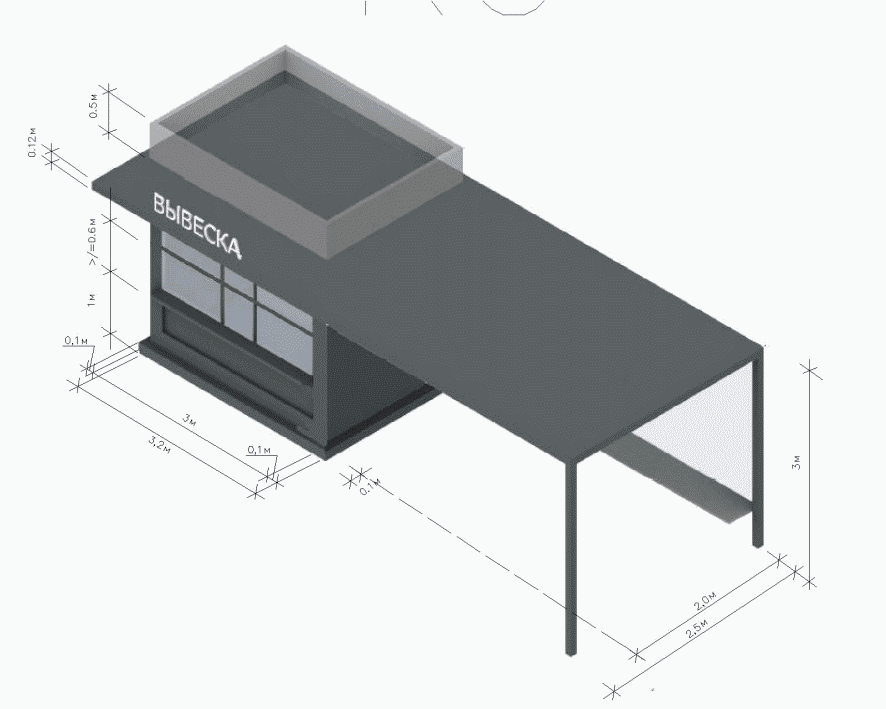 0.5м
0.12м
ВЫВЕСКА
>/=0.6м
1м
0,1м
3м
3,2м
0,1м
0.1м
3м
2,0м
2,5м